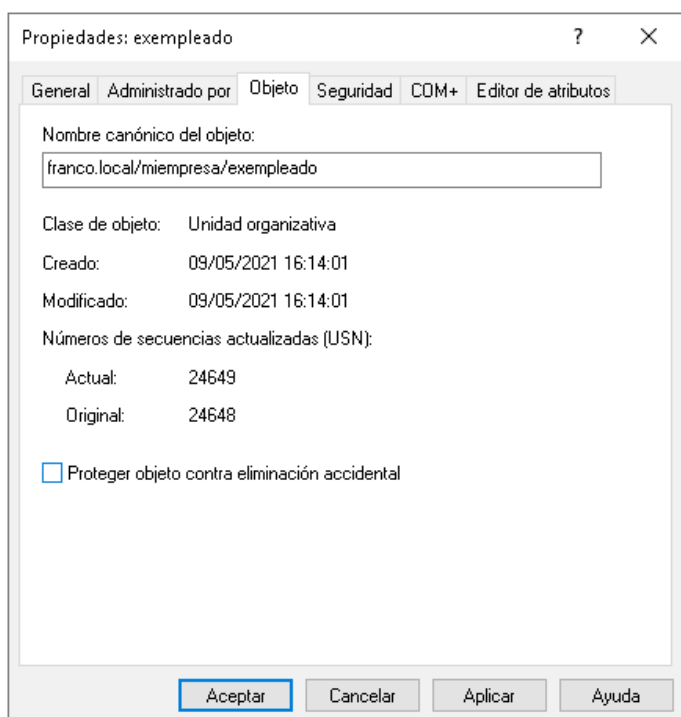 Propiedades: exempleado
?
General Administrado por Objeto Seguridad COM+ Editor de atributos
Nombre canónico del objeto:
franco.local/miempresa/exempleado
Clase de objeto: Unidad organizativa
Creado: 09/05/2021 16:14:01
Modificado: 09/05/2021 16:14:01
Números de secuencias actualizadas (USN):
Actual: 24649
Original: 24648
Proteger objeto contra eliminación accidental
Aceptar Cancelar Aplicar Ayuda